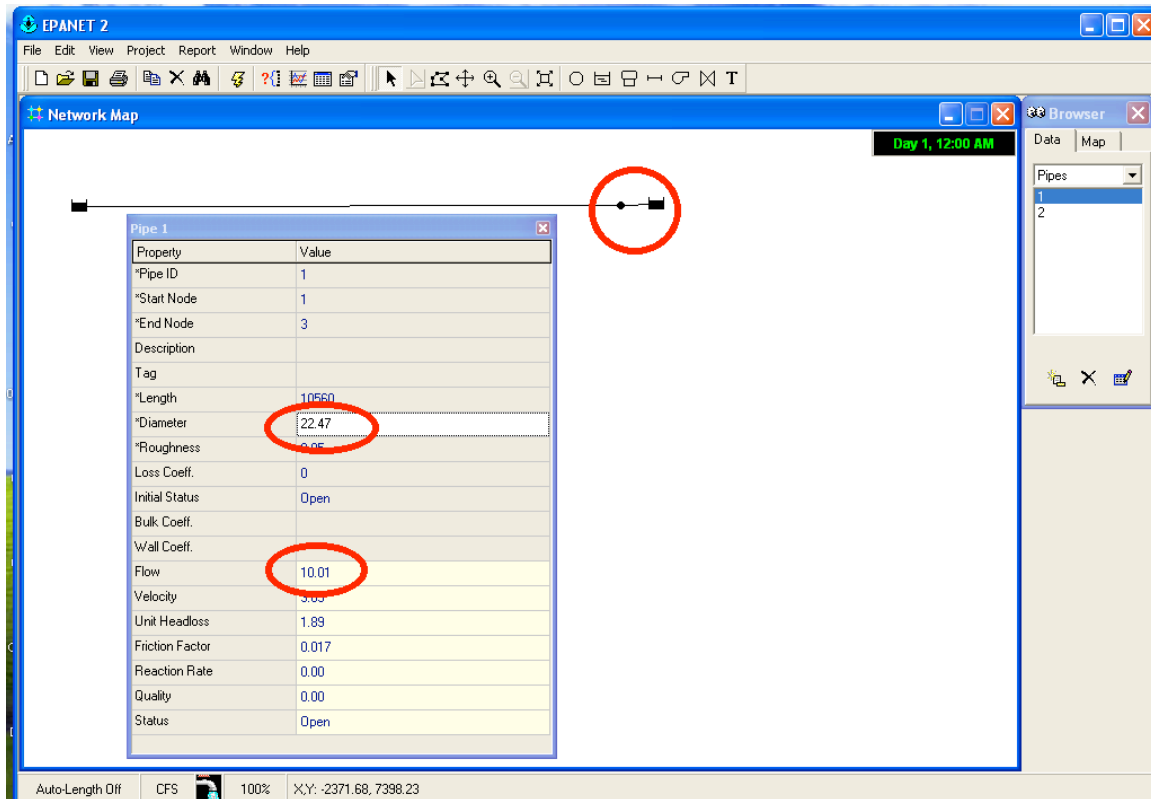 EPANET 2
File Edit View Project Report Window Help
T
Network Map
Browser
Day 1, 12:00 AM
Data Map
Pipes
1
2
Pipe 1
Property Value
*Pipe ID 1
*Start Node 1
*End Node 3
Description
Tag
*Length 10560
*Diameter 22.47
*Roughness
Loss Coeff. 0
Initial Status Open
Bulk Coeff.
Wall Coeff.
Flow 10.01
Velocity
Unit Headloss 1.89
Friction Factor 0.017
Reaction Rate 0.00
Quality 0.00
Status Open
Auto-Length Off CFS 100% X,Y: -2371.68, 7398.23